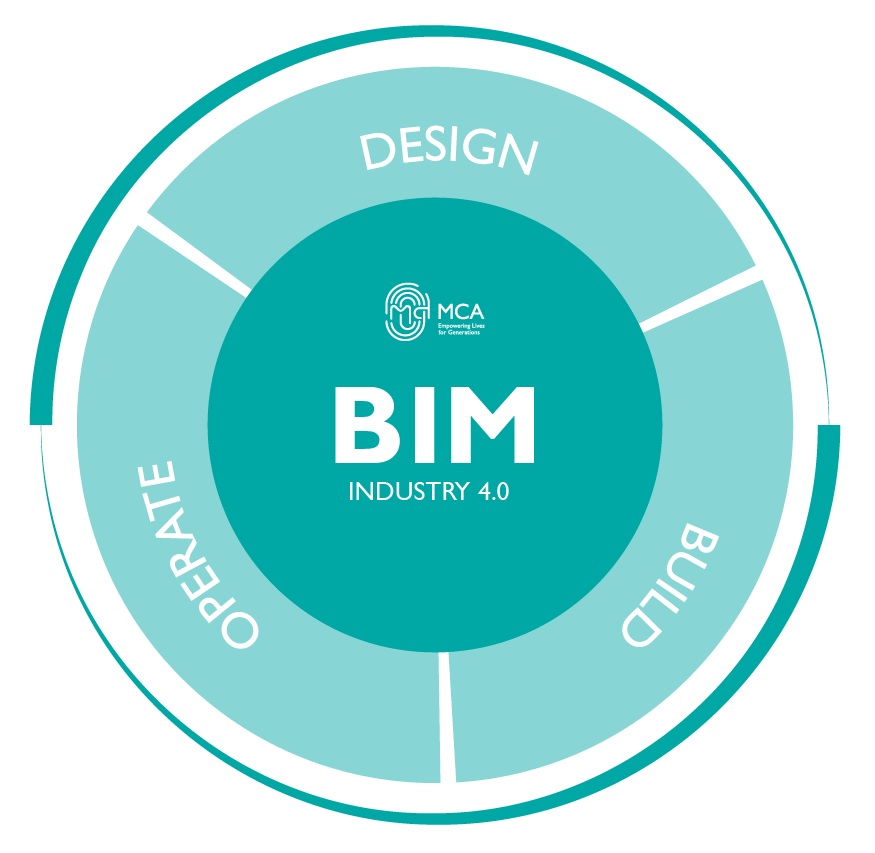 DESIGN
MCA
Empowering Lives
for Generations
BIM
INDUSTRY 4.0
OPERATE
BUILD